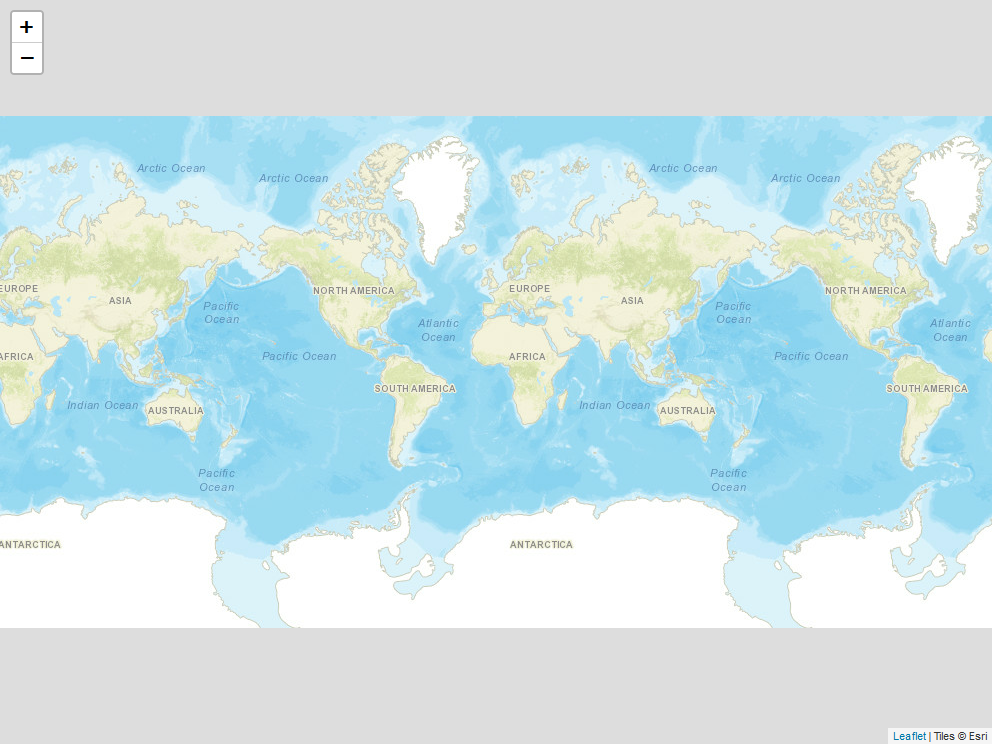 +
−
Arctic Ocean
Arctic Ocean
Arctic Ocean
Arctic Ocean
EUROPE
ASIA
NORTH AMERICA
EUROPE
ASIA
NORTH AMERICA
Pacific
Ocean
Atlantic
Ocean
Pacific
Ocean
Atlantic
Ocean
AFRICA
Pacific Ocean
AFRICA
Pacific Ocean
SOUTH AMERICA
SOUTH AMERICA
Indian Ocean
AUSTRALIA
Indian Ocean
AUSTRALIA
Pacific
Ocean
Pacific
Ocean
ANTARCTICA
ANTARCTICA
Leaflet | Tiles © Esri